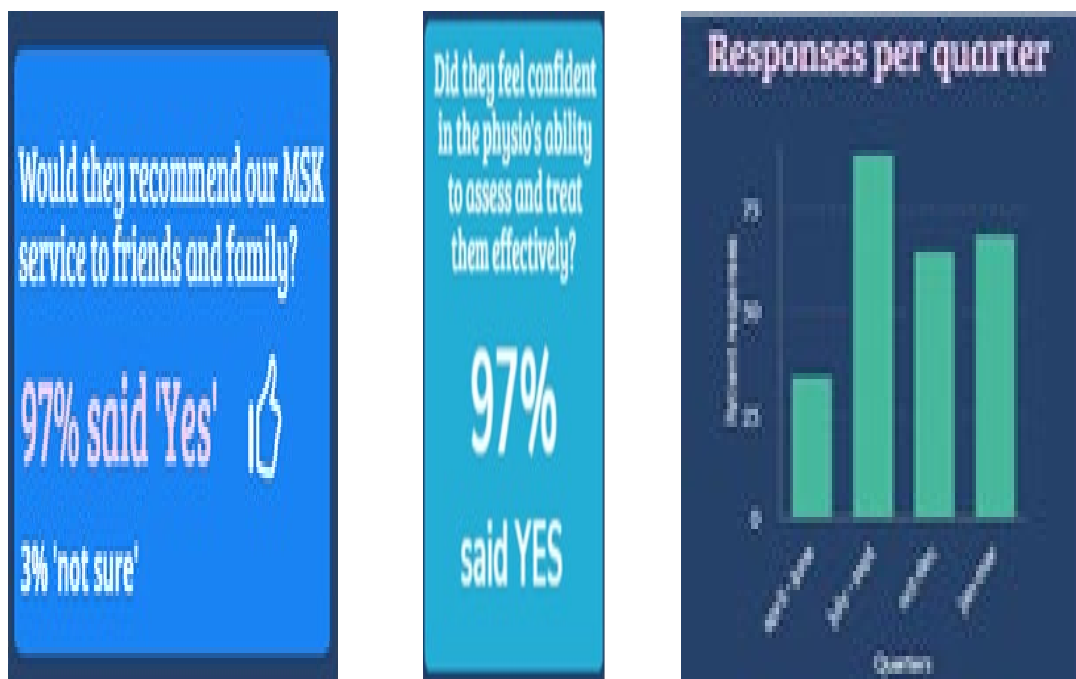 Would they recommend our MSK
service to friends and family?
97% said 'Yes'
3% 'not sure'
Did they feel confident
in the physio's ability
to assess and treat
them effectively?
97%
said YES
Responses per quarter
75
50
25
0
Quarters